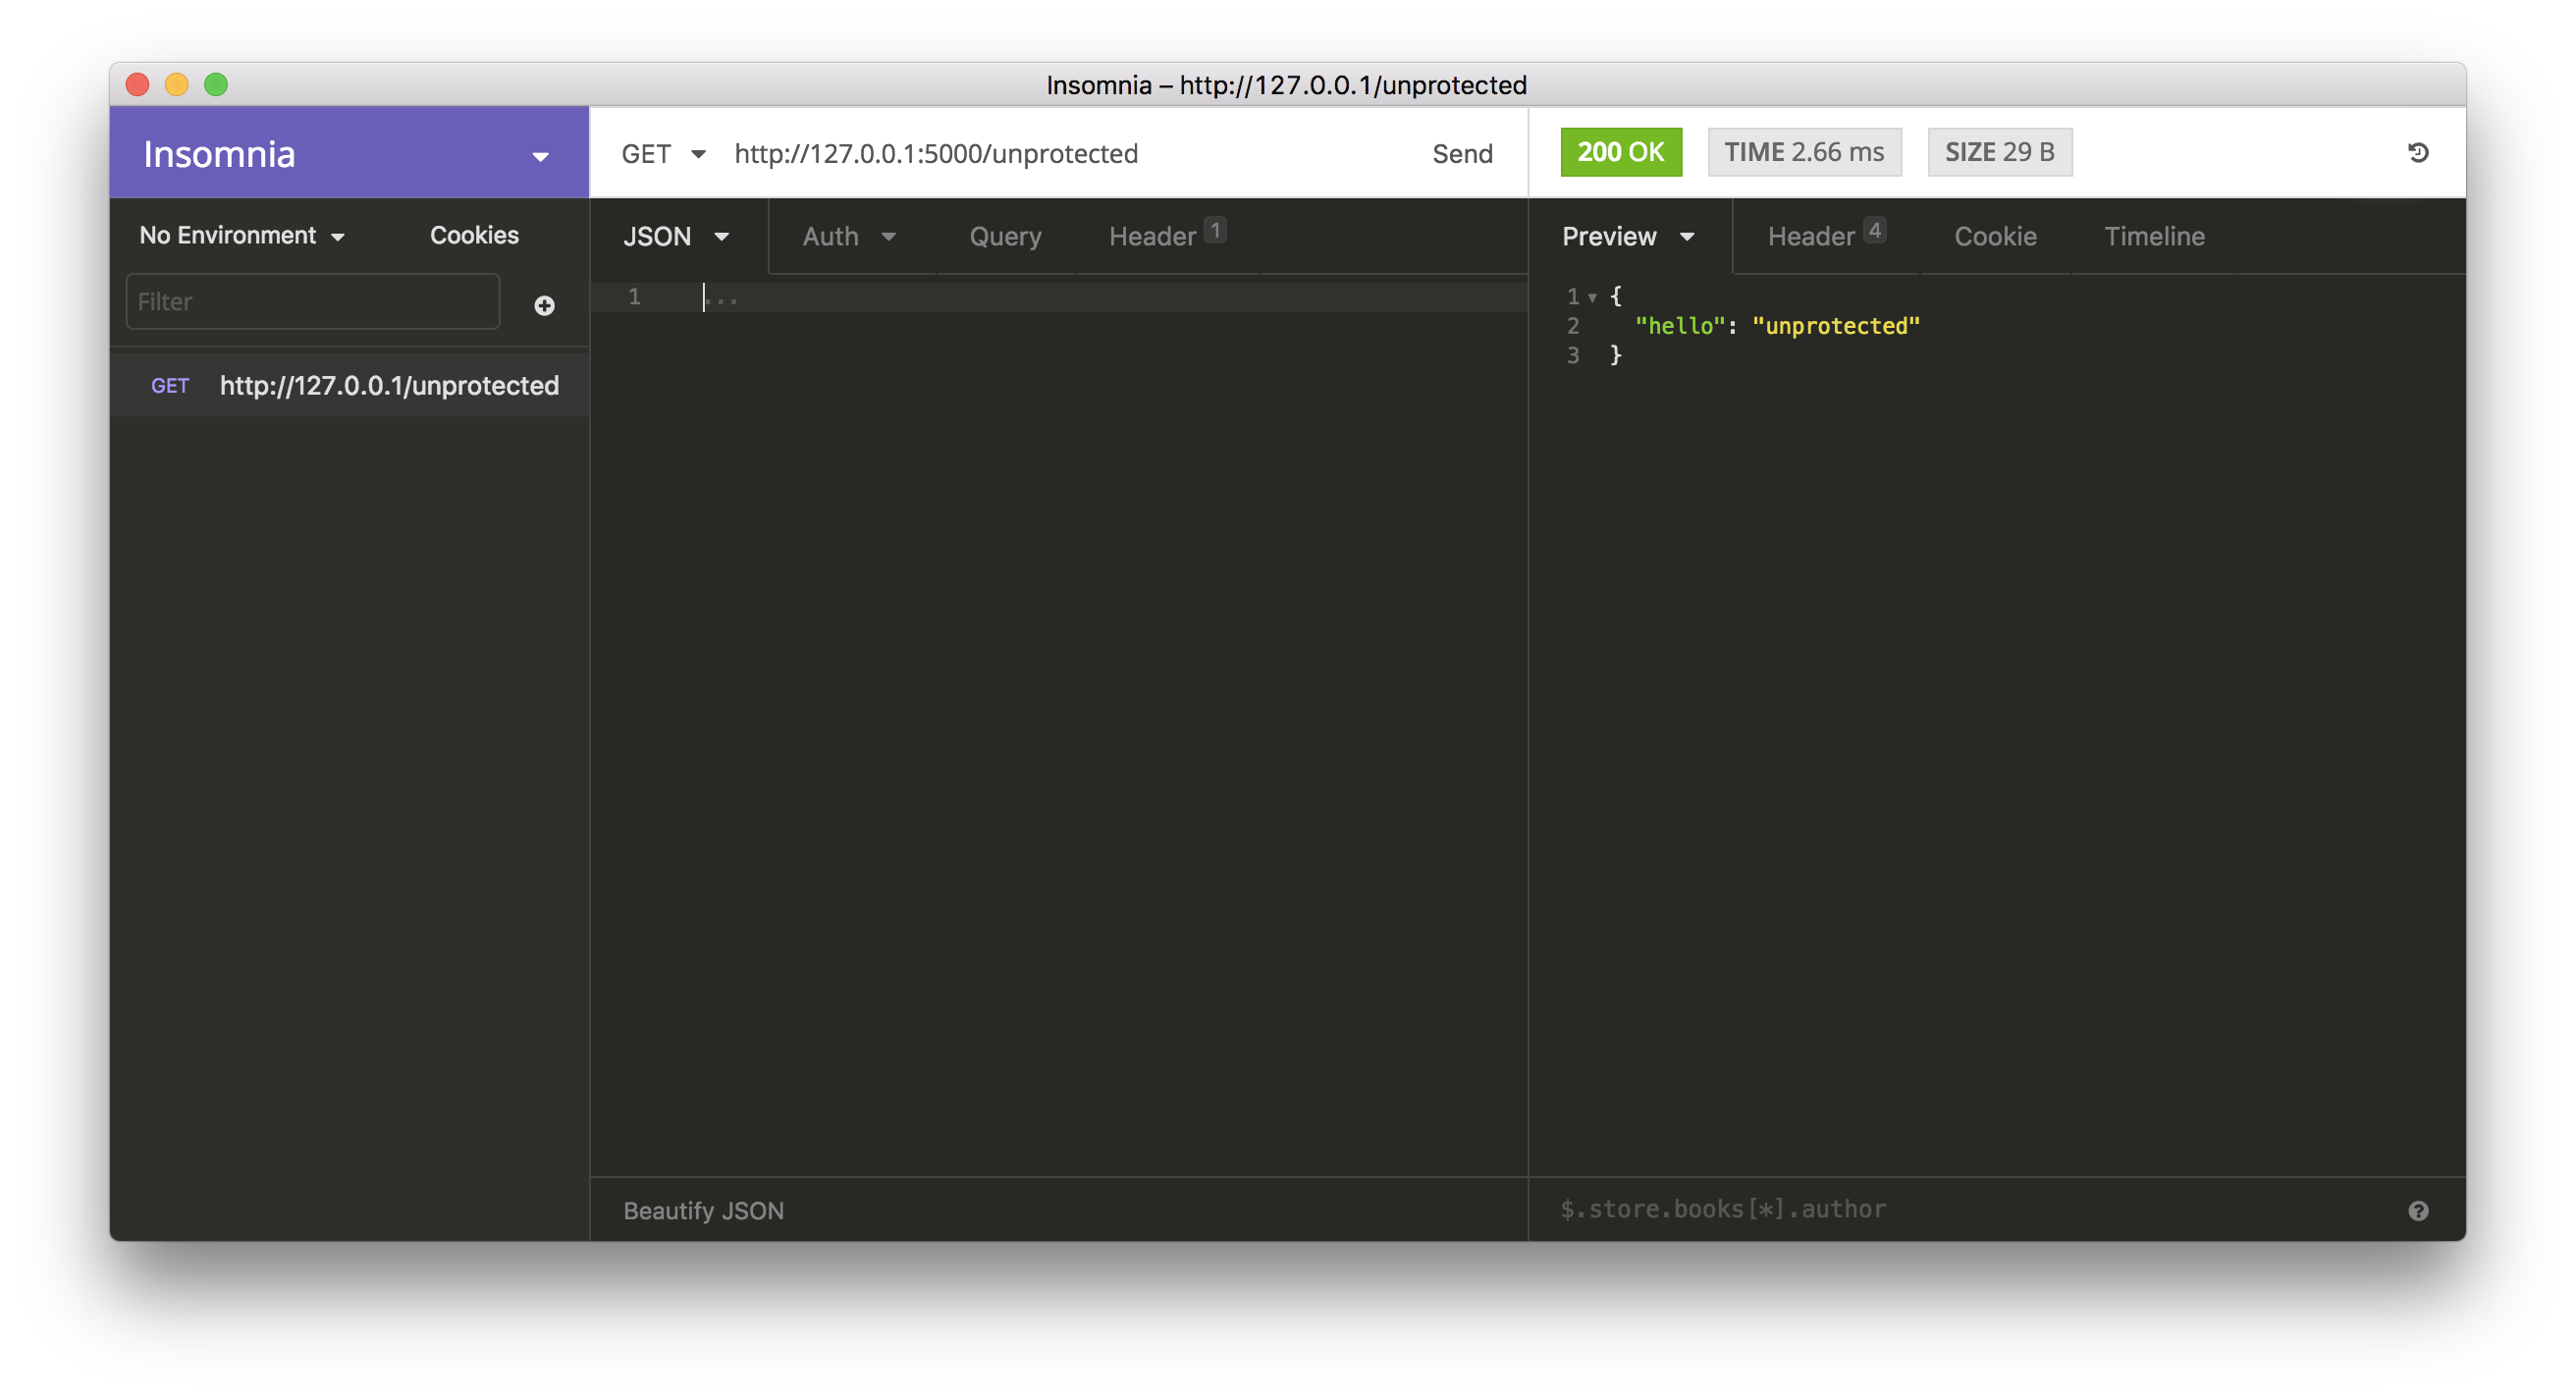 Insomnia – http://127.0.0.1/unprotected
Insomnia
GET http://127.0.0.1:5000/unprotected Send
200 OK TIME 2.66 ms SIZE 29 B
No Environment Cookies
JSON Auth Query Header 1
Preview Header 4 Cookie Timeline
Filter
GET http://127.0.0.1/unprotected
1 ...
1 {
2 "hello": "unprotected"
3 }
Beautify JSON
$.store.books[*].author